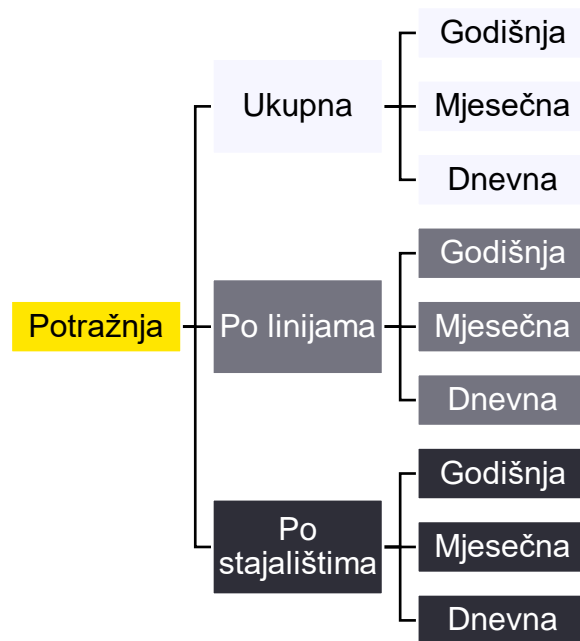 Potražnja
Ukupna
Godišnja
Mjesečna
Dnevna
Po linijama
Godišnja
Mjesečna
Dnevna
Po
stajalištima
Godišnja
Mjesečna
Dnevna